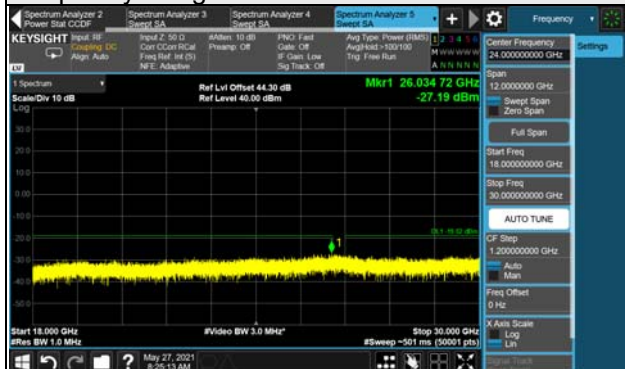 Spectrum Analyzer 2
Power Stat CCDF
Spectrum Analyzer 3
Swept SA
Spectrum Analyzer 4
Swept SA
Spectrum Analyzer 5
Swept SA
Frequency
KEYSIGHT
Input: RF
Coupling: DC
Align: Auto
Input Z: 50 Ω
Corr CCorr RCal
Freq Ref: Int (S)
NFE: Adaptive
#Atten: 10 dB
Preamp: Off
PNO: Fast
Gate: Off
IF Gain: Low
Sig Track: Off
Avg Type: Power (RMS)
Avg|Hold:>100/100
Trig: Free Run
1 2 3 4 5 6
M W W W W W
A N N N N N
LXI
1 Spectrum
Scale/Div 10 dB
Log
Ref Lvl Offset 44.30 dB
Ref Level 40.00 dBm
Mkr1 26.034 72 GHz
-27.19 dBm
30.0
20.0
10.0
0.00
-10.0
-20.0
-30.0
-40.0
-50.0
1
Start 18.000 GHz
#Res BW 1.0 MHz
#Video BW 3.0 MHz*
Stop 30.000 GHz
#Sweep ~501 ms (50001 pts)
Center Frequency
24.000000000 GHz
Span
12.0000000 GHz
Swept Span
Zero Span
Full Span
Start Freq
18.000000000 GHz
Stop Freq
30.000000000 GHz
AUTO TUNE
CF Step
1.200000000 GHz
Auto
Man
Freq Offset
0 Hz
X Axis Scale
Log
Lin
Signal Track
Settings
?
May 27, 2021
8:25:13 AM